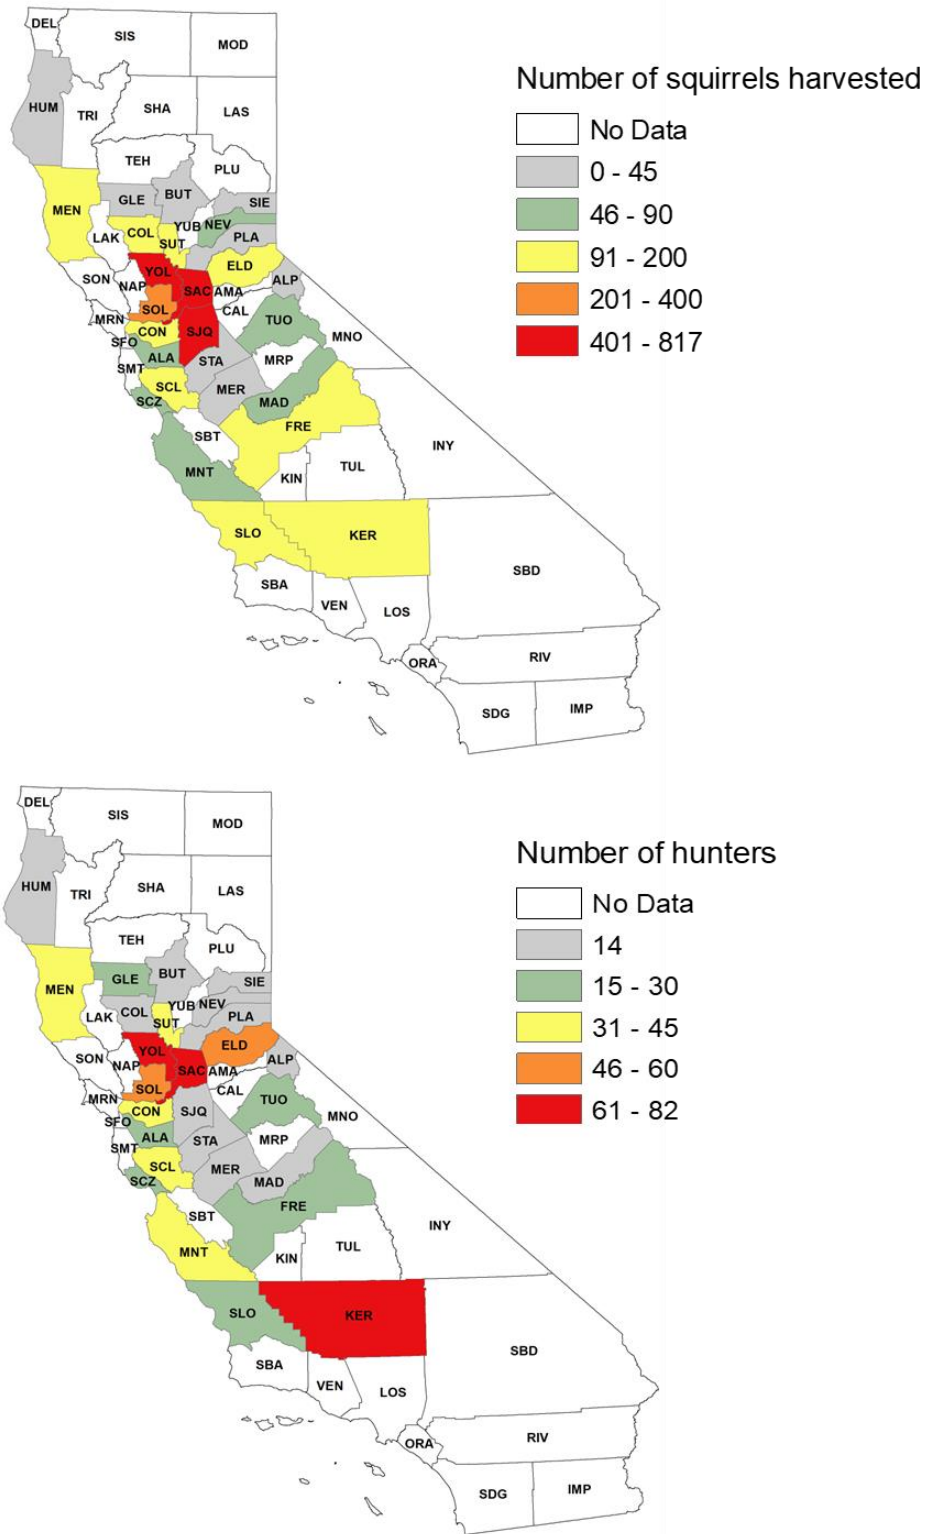 DEL
SIS
MOD
Number of squirrels harvested
HUM
TRI
SHA
LAS
No Data
TEH
PLU
0 - 45
GLE
BUT
SIE
MEN
YUB
NEV
46 - 90
LAK
COL
SUT
PLA
91 - 200
SON
YOL
ELD
NAP
SAC
AMA
ALP
201 - 400
MRN
SOL
CAL
SFO
CON
SJQ
TUO
MNO
401 - 817
SMT
ALA
STA
MRP
SCL
MER
SCZ
MAD
SBT
FRE
INY
MNT
KIN
TUL
SLO
KER
SBD
SBA
VEN
LOS
ORA
RIV
SDG
IMP
DEL
SIS
MOD
Number of hunters
HUM
TRI
SHA
LAS
No Data
TEH
PLU
14
GLE
BUT
SIE
MEN
YUB
NEV
15 - 30
LAK
COL
SUT
PLA
31 - 45
SON
YOL
ELD
NAP
SAC
AMA
ALP
46 - 60
MRN
SOL
CAL
SFO
CON
SJQ
TUO
MNO
61 - 82
SMT
ALA
STA
MRP
SCL
MER
SCZ
MAD
SBT
FRE
INY
MNT
KIN
TUL
SLO
KER
SBD
SBA
VEN
LOS
ORA
RIV
SDG
IMP